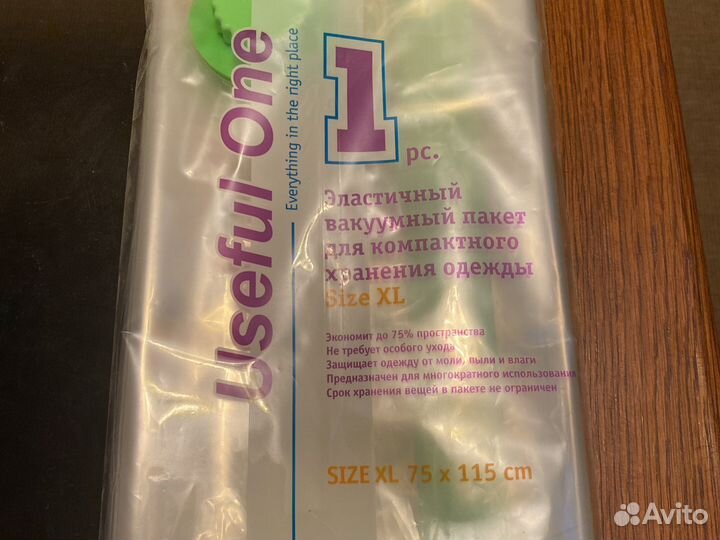 Useful One
Everything in the right place
1
pc.
Эластичный
вакуумный пакет
для компактного
хранения одежды
Size XL
Экономит до 75% пространства
Не требует особого ухода
Защищает одежду от моли, пыли и влаги
Предназначен для многократного использования
Срок хранения вещей в пакете не ограничен
SIZE XL 75 x 115 cm
Avito